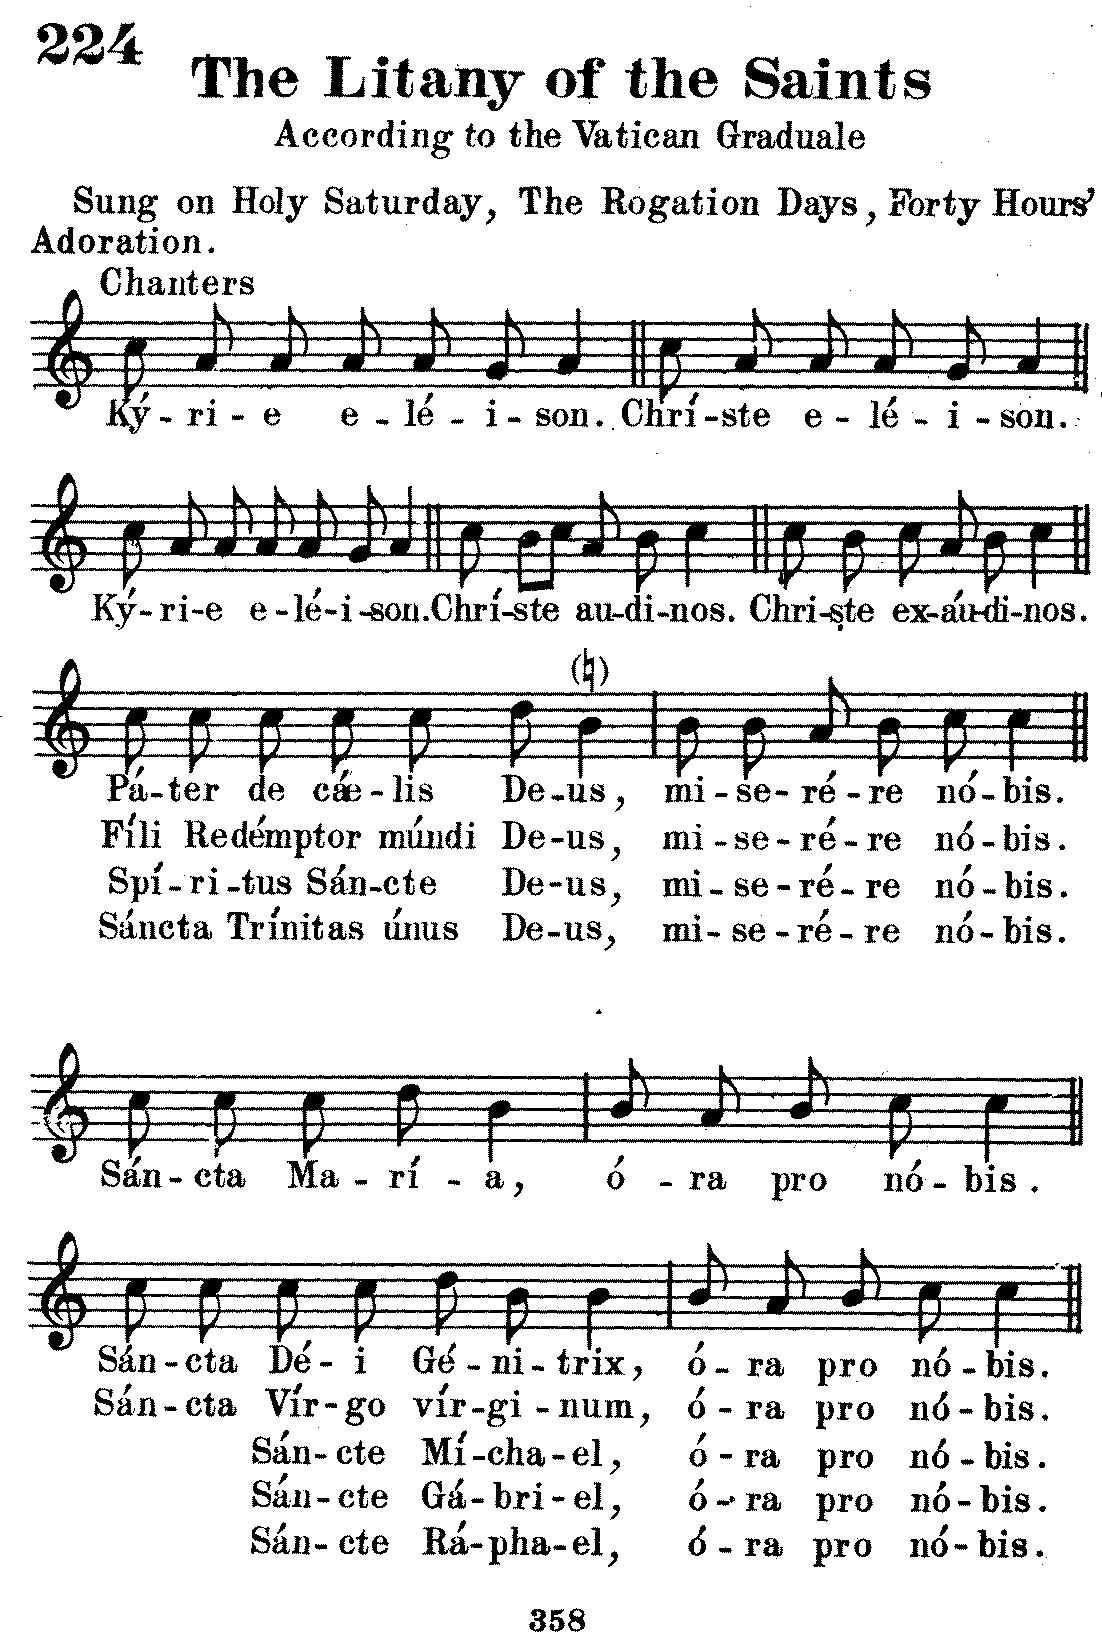 224
The Litany of the Saints
According to the Vatican Graduale
Sung on Holy Saturday, The Rogation Days, Forty Hours'
Adoration.
Chanters
Ký-ri-e e-lé-i-son. Chrí-ste e-lé-i-son.
Ký-ri-e e-lé-i-son. Chrí-ste au-di-nos. Chri-ste ex-áu-di-nos.
(♮)
Pá-ter de cǽ-lis De-us, mi-se-ré-re nó-bis.
Fíli Redémptor múndi De-us, mi-se-ré-re nó-bis.
Spí-ri-tus Sán-cte De-us, mi-se-ré-re nó-bis.
Sáncta Trínitas únus De-us, mi-se-ré-re nó-bis.
Sán-cta Ma-rí-a, ó-ra pro nó-bis.
Sán-cta Dé-i Gé-ni-trix, ó-ra pro nó-bis.
Sán-cta Vír-go vír-gi-num, ó-ra pro nó-bis.
Sán-cte Mí-cha-el, ó-ra pro nó-bis.
Sán-cte Gá-bri-el, ó-ra pro nó-bis.
Sán-cte Rá-pha-el, ó-ra pro nó-bis.
358